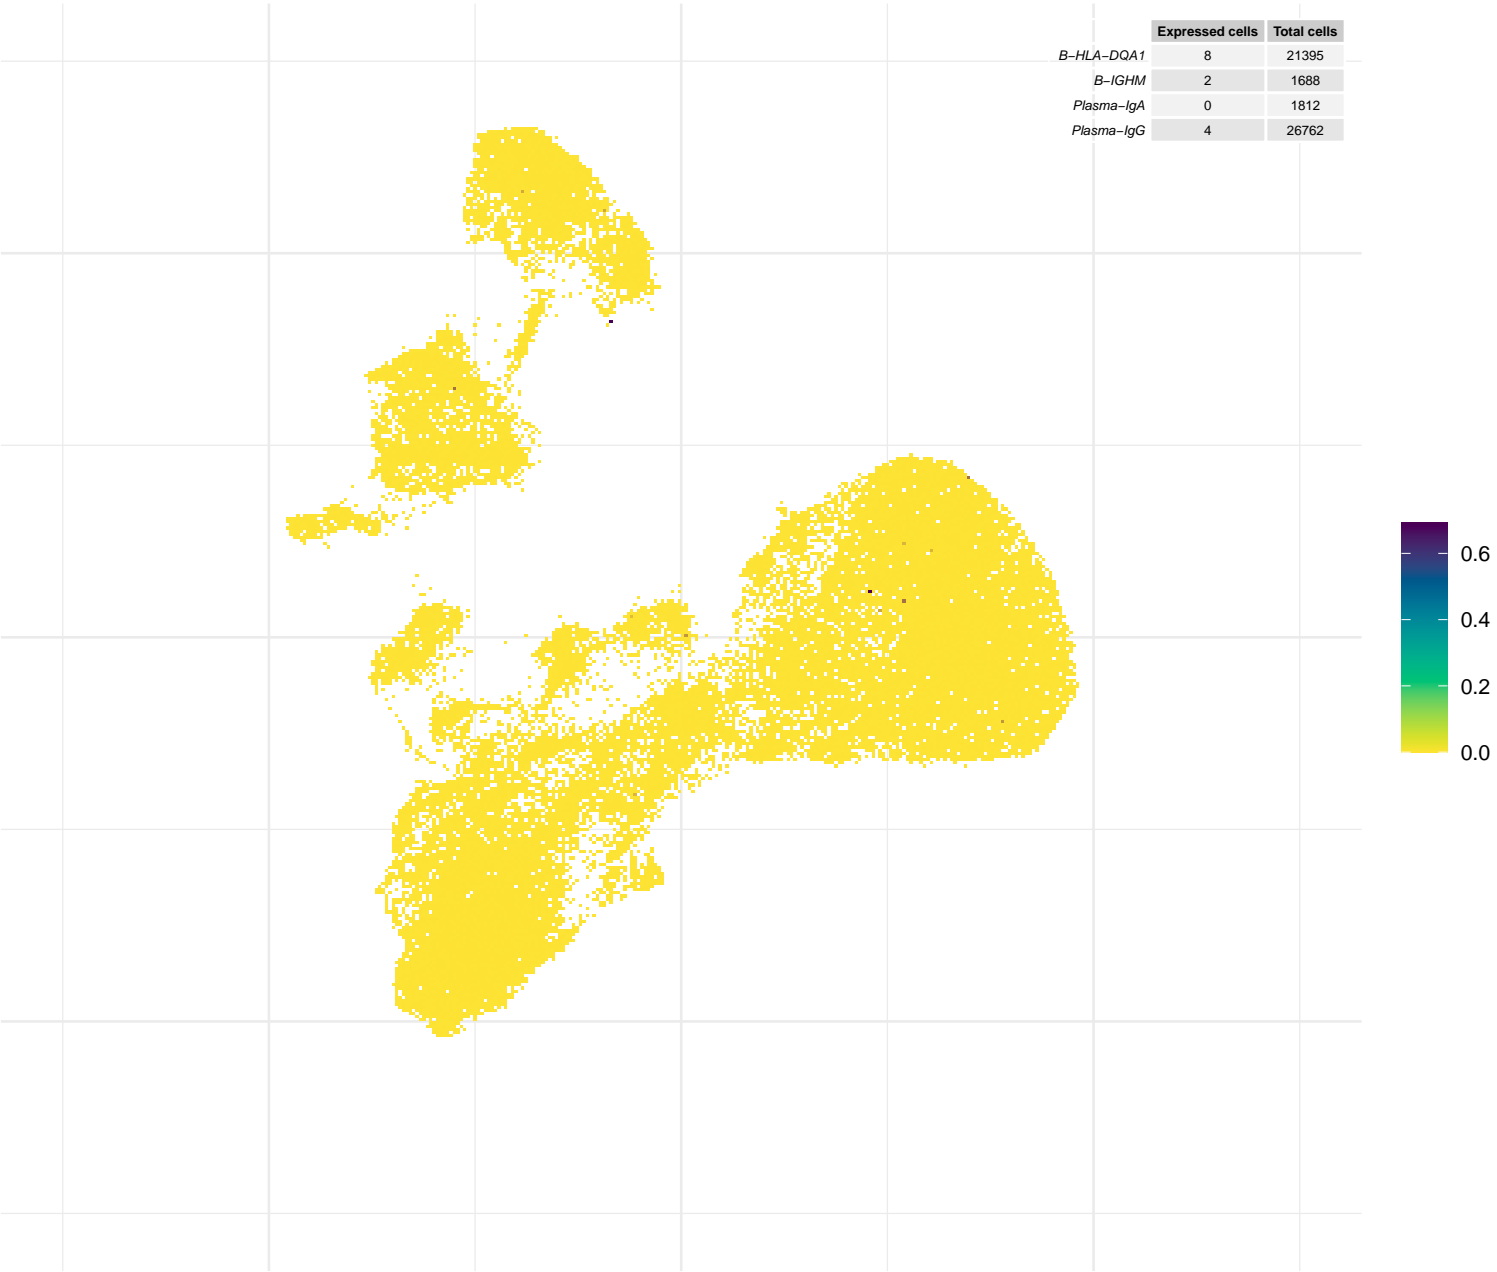 Expressed cells Total cells
B−HLA−DQA1 8 21395
B−IGHM 2 1688
Plasma−IgA 0 1812
Plasma−IgG 4 26762
0.6
0.4
0.2
0.0